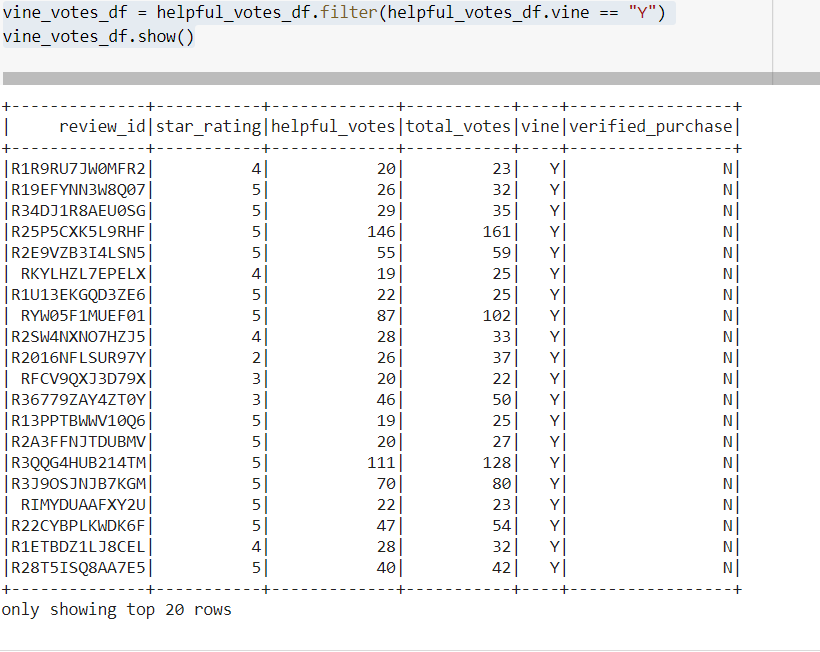 vine_votes_df = helpful_votes_df.filter(helpful_votes_df.vine == "Y")
vine_votes_df.show()
+--------------+-----------+-------------+-----------+----+-----------------+
|     review_id|star_rating|helpful_votes|total_votes|vine|verified_purchase|
+--------------+-----------+-------------+-----------+----+-----------------+
|R1R9RU7JW0MFR2|          4|           20|         23|   Y|                N|
|R19EFYNN3W8Q07|          5|           26|         32|   Y|                N|
|R34DJ1R8AEU0SG|          5|           29|         35|   Y|                N|
|R25P5CXK5L9RHF|          5|          146|        161|   Y|                N|
|R2E9VZB3I4LSN5|          5|           55|         59|   Y|                N|
| RKYLHZL7EPELX|          4|           19|         25|   Y|                N|
|R1U13EKGQD3ZE6|          5|           22|         25|   Y|                N|
| RYW05F1MUEF01|          5|           87|        102|   Y|                N|
|R2SW4NXNO7HZJ5|          4|           28|         33|   Y|                N|
|R2016NFLSUR97Y|          2|           26|         37|   Y|                N|
| RFCV9QXJ3D79X|          3|           20|         22|   Y|                N|
|R36779ZAY4ZT0Y|          3|           46|         50|   Y|                N|
|R13PPTBWWV10Q6|          5|           19|         25|   Y|                N|
|R2A3FFNJTDUBMV|          5|           20|         27|   Y|                N|
|R3QQG4HUB214TM|          5|          111|        128|   Y|                N|
|R3J9OSJNJB7KGM|          5|           70|         80|   Y|                N|
| RIMYDUAAFXY2U|          5|           22|         23|   Y|                N|
|R22CYBPLKWDK6F|          5|           47|         54|   Y|                N|
|R1ETBDZ1LJ8CEL|          4|           28|         32|   Y|                N|
|R28T5ISQ8AA7E5|          5|           40|         42|   Y|                N|
+--------------+-----------+-------------+-----------+----+-----------------+
only showing top 20 rows